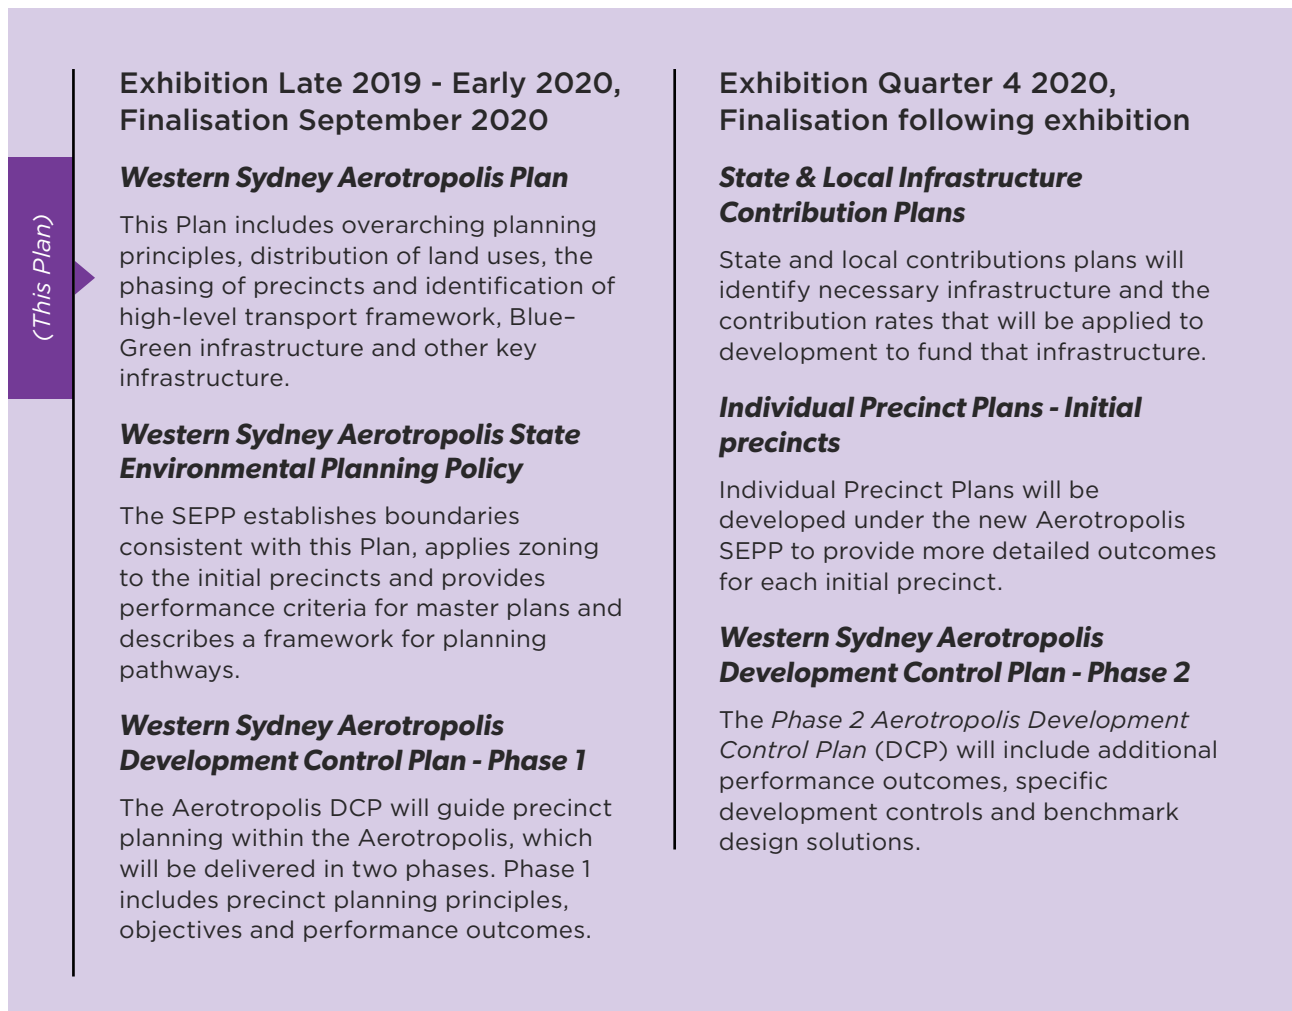 (This Plan)
Exhibition Late 2019 - Early 2020,
Finalisation September 2020
Western Sydney Aerotropolis Plan
This Plan includes overarching planning
principles, distribution of land uses, the
phasing of precincts and identification of
high-level transport framework, Blue–
Green infrastructure and other key
infrastructure.
Western Sydney Aerotropolis State
Environmental Planning Policy
The SEPP establishes boundaries
consistent with this Plan, applies zoning
to the initial precincts and provides
performance criteria for master plans and
describes a framework for planning
pathways.
Western Sydney Aerotropolis
Development Control Plan - Phase 1
The Aerotropolis DCP will guide precinct
planning within the Aerotropolis, which
will be delivered in two phases. Phase 1
includes precinct planning principles,
objectives and performance outcomes.
Exhibition Quarter 4 2020,
Finalisation following exhibition
State & Local Infrastructure
Contribution Plans
State and local contributions plans will
identify necessary infrastructure and the
contribution rates that will be applied to
development to fund that infrastructure.
Individual Precinct Plans - Initial
precincts
Individual Precinct Plans will be
developed under the new Aerotropolis
SEPP to provide more detailed outcomes
for each initial precinct.
Western Sydney Aerotropolis
Development Control Plan - Phase 2
The Phase 2 Aerotropolis Development
Control Plan (DCP) will include additional
performance outcomes, specific
development controls and benchmark
design solutions.